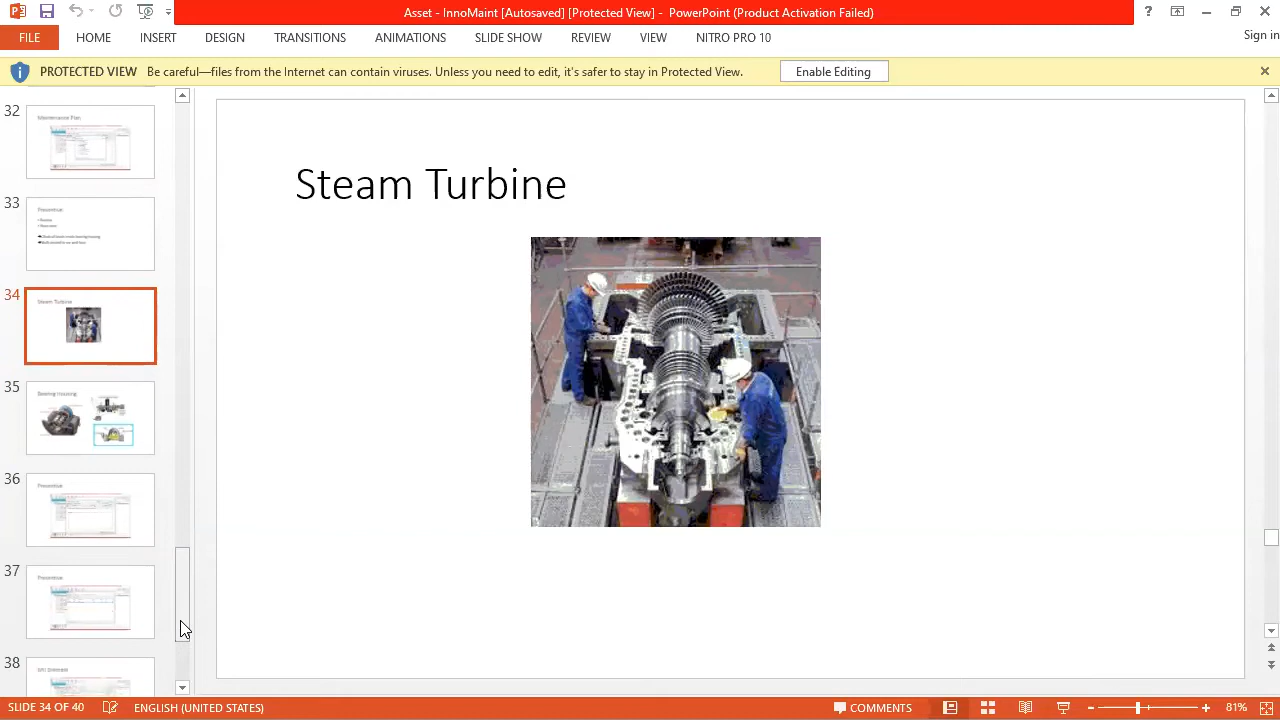 Asset - InnoMaint [Autosaved] [Protected View] - PowerPoint (Product Activation Failed)
FILE HOME INSERT DESIGN TRANSITIONS ANIMATIONS SLIDE SHOW REVIEW VIEW NITRO PRO 10 Sign in
PROTECTED VIEW Be careful—files from the Internet can contain viruses. Unless you need to edit, it's safer to stay in Protected View. Enable Editing
32
Maintenance Plan
33
Preventive
34
Steam Turbine
35
Bearing Housing
36
Preventive
37
Preventive
38
Steam Turbine
SLIDE 34 OF 40 ENGLISH (UNITED STATES) COMMENTS 81%